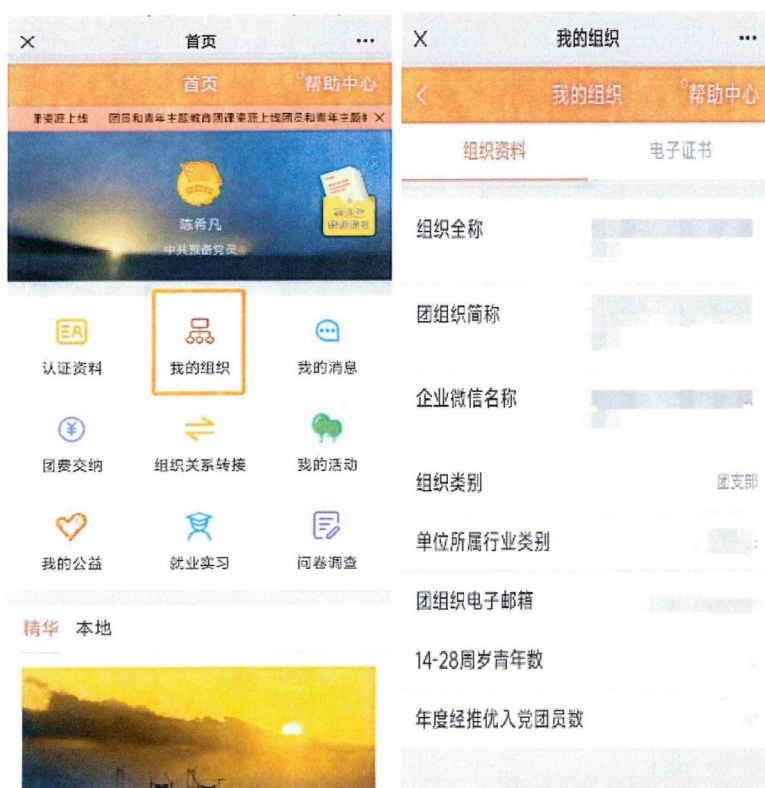 首页
首页
帮助中心
课资源上线 团员和青年主题教育团课资源上线团员和青年主题
陈希凡
中共预备党员
认证资料 我的组织 我的消息
团费交纳 组织关系转接 我的活动
我的公益 就业实习 问卷调查
精华 本地
我的组织
我的组织
帮助中心
组织资料 电子证书
组织全称
团组织简称
企业微信名称
组织类别 团支部
单位所属行业类别
团组织电子邮箱
14-28周岁青年数
年度经推优入党团员数